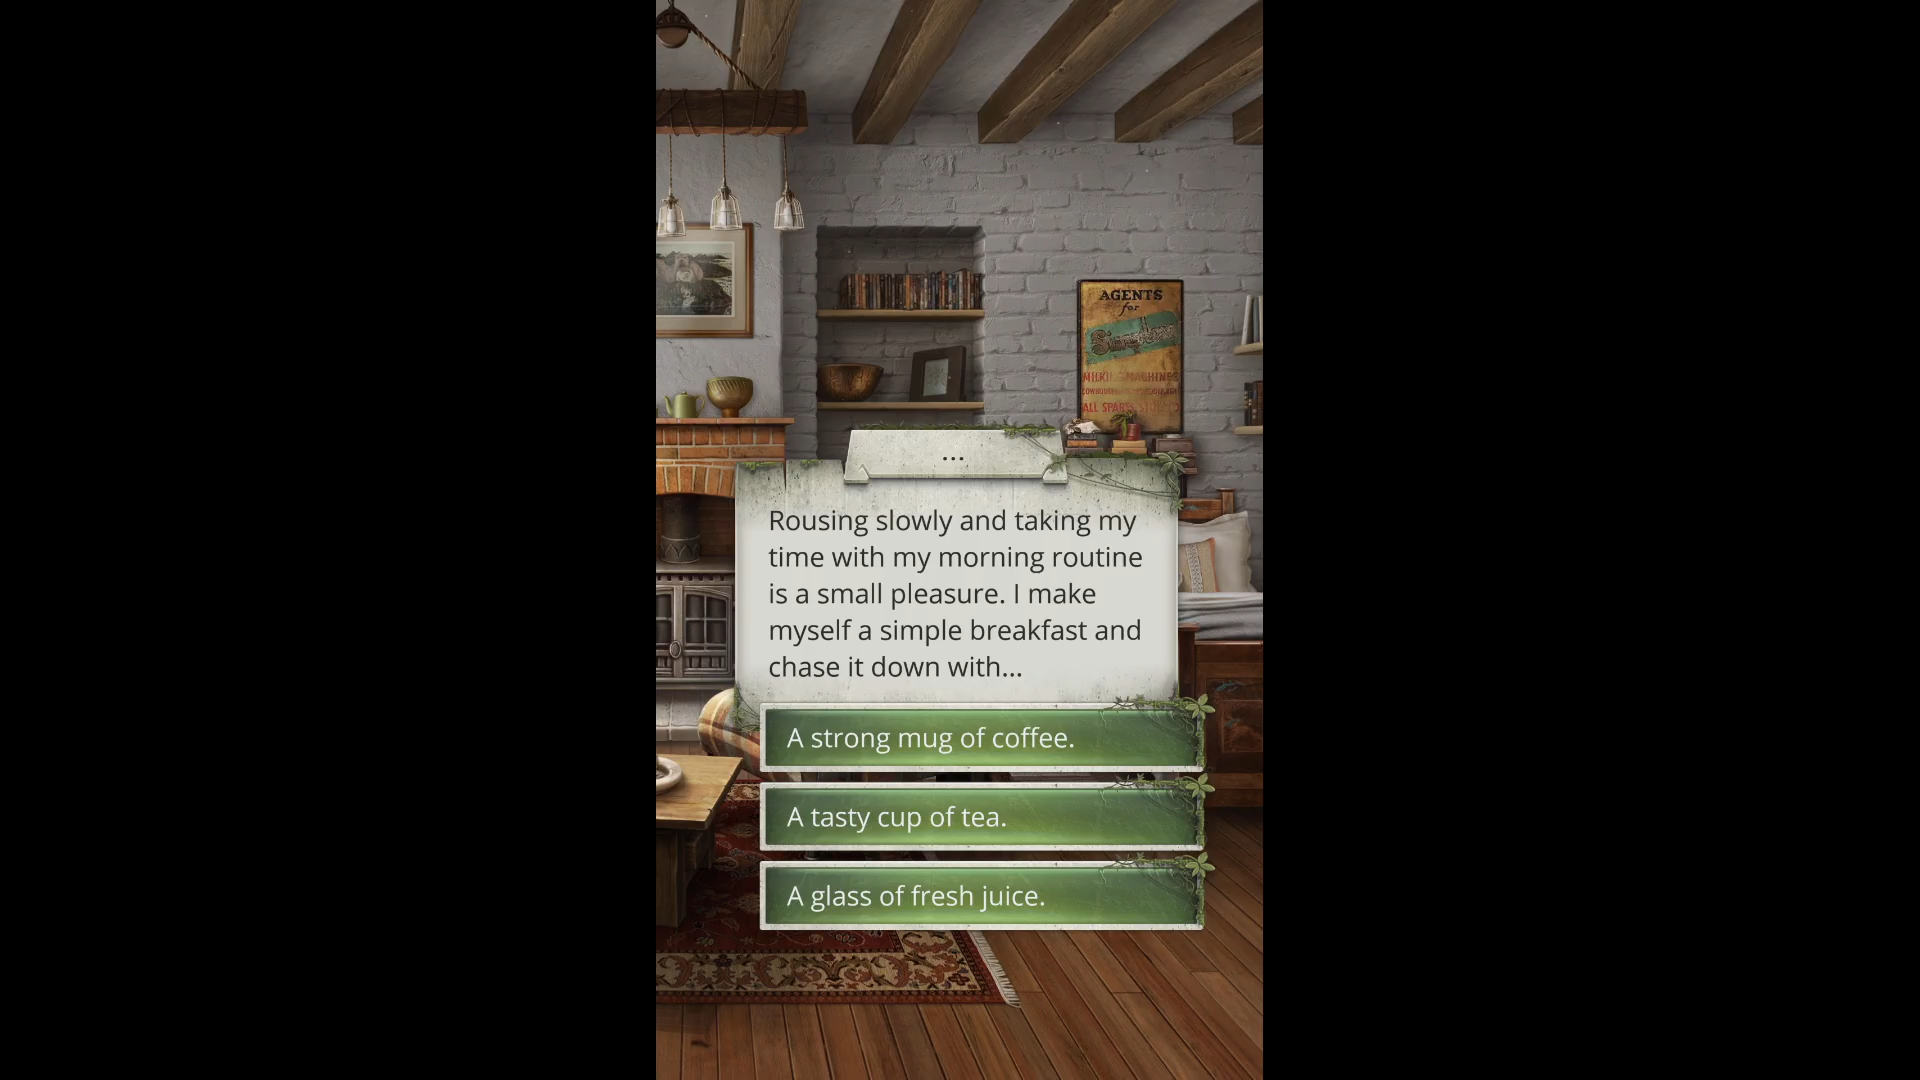 AGENTS
for
ALL
...
Rousing slowly and taking my
time with my morning routine
is a small pleasure. I make
myself a simple breakfast and
chase it down with...
A strong mug of coffee.
A tasty cup of tea.
A glass of fresh juice.